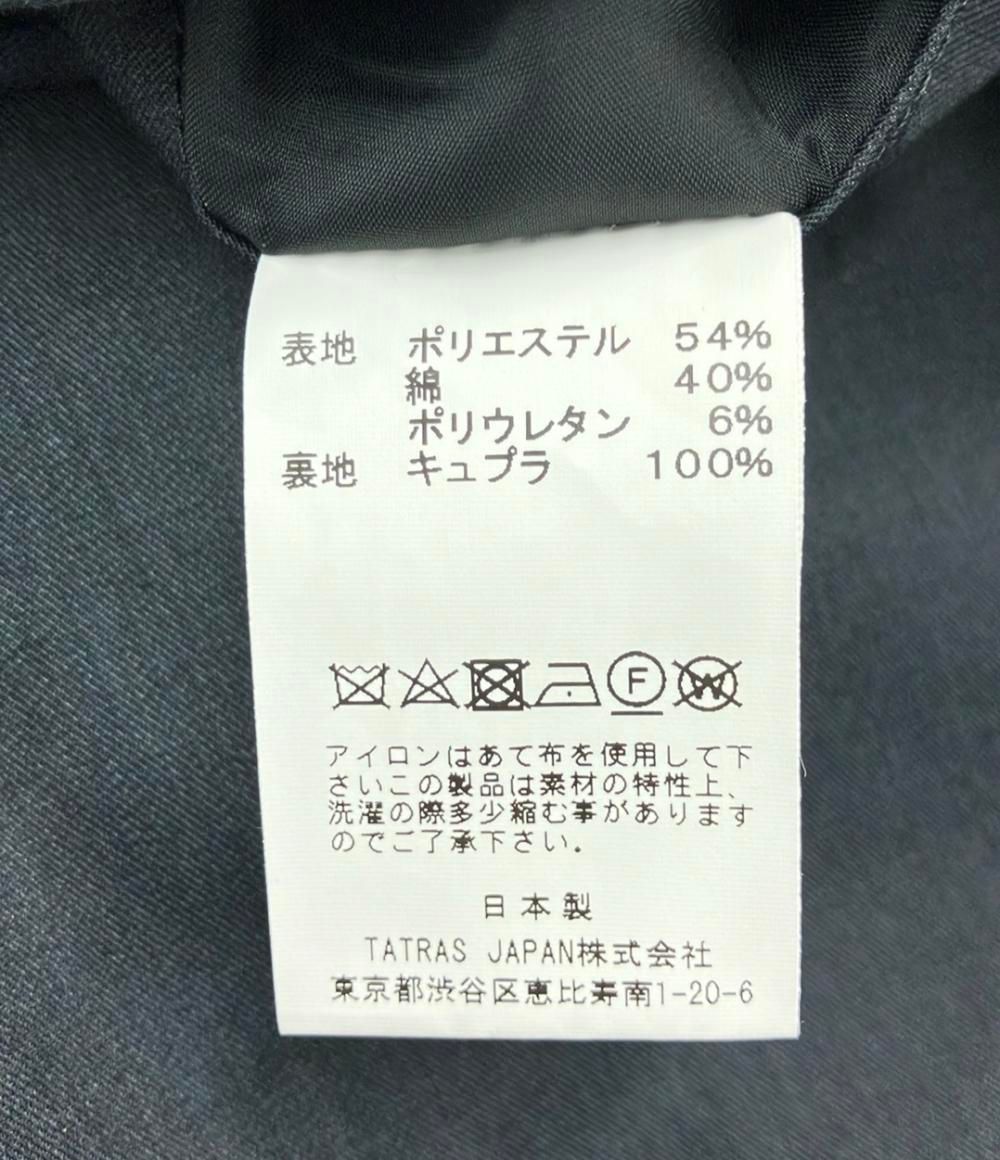 表地 ポリエステル 54%
綿 40%
ポリウレタン 6%
裏地 キュプラ 100%
F W
アイロンはあて布を使用して下
さいこの製品は素材の特性上、
洗濯の際多少縮む事があります
のでご了承下さい。
日本製
TATRAS JAPAN株式会社
東京都渋谷区恵比寿南1-20-6